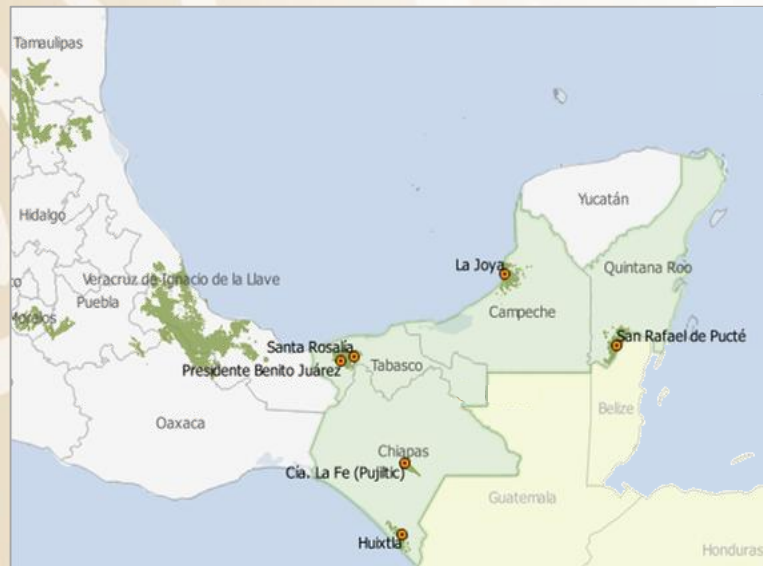 Tamaulipas
Hidalgo
Yucatán
La Joya
Quintana Roo
Veracruz de Ignacio de la Llave
Puebla
Campeche
Morelos
San Rafael de Pucté
Santa Rosalía
Tabasco
Presidente Benito Juárez
Belize
Oaxaca
Chiapas
Cía. La Fe (Pujiltic)
Guatemala
Huixtla
Honduras